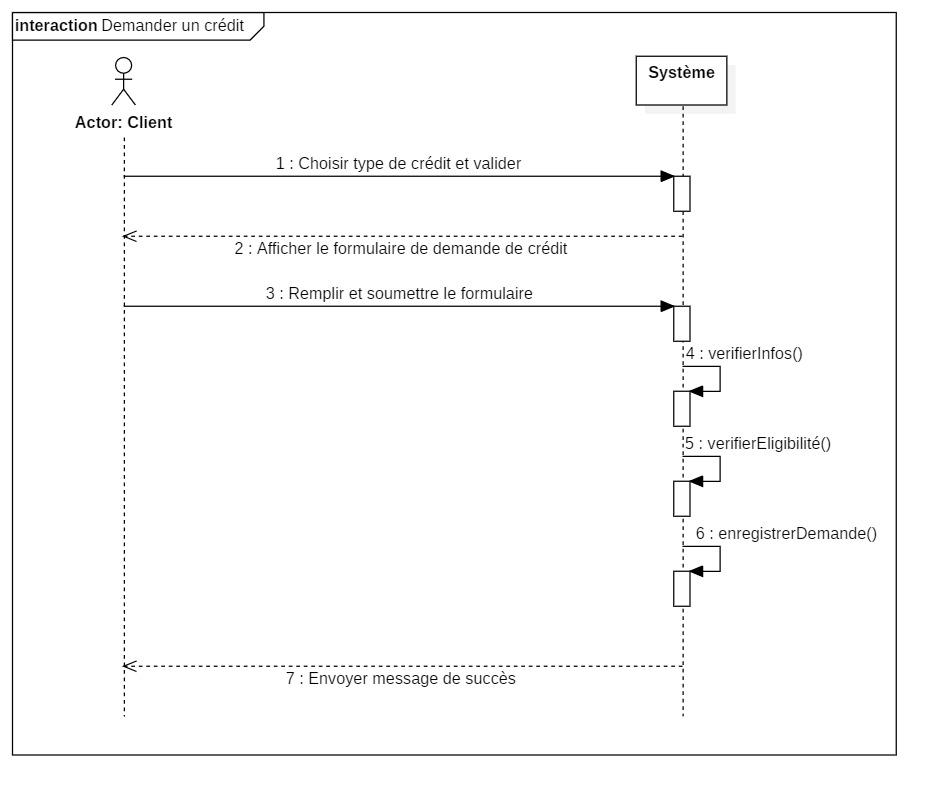 interaction Demander un crédit
Système
Actor: Client
1 : Choisir type de crédit et valider
2 : Afficher le formulaire de demande de crédit
3 : Remplir et soumettre le formulaire
4 : verifierInfos()
5 : verifierEligibilité()
6 : enregistrerDemande()
7 : Envoyer message de succès